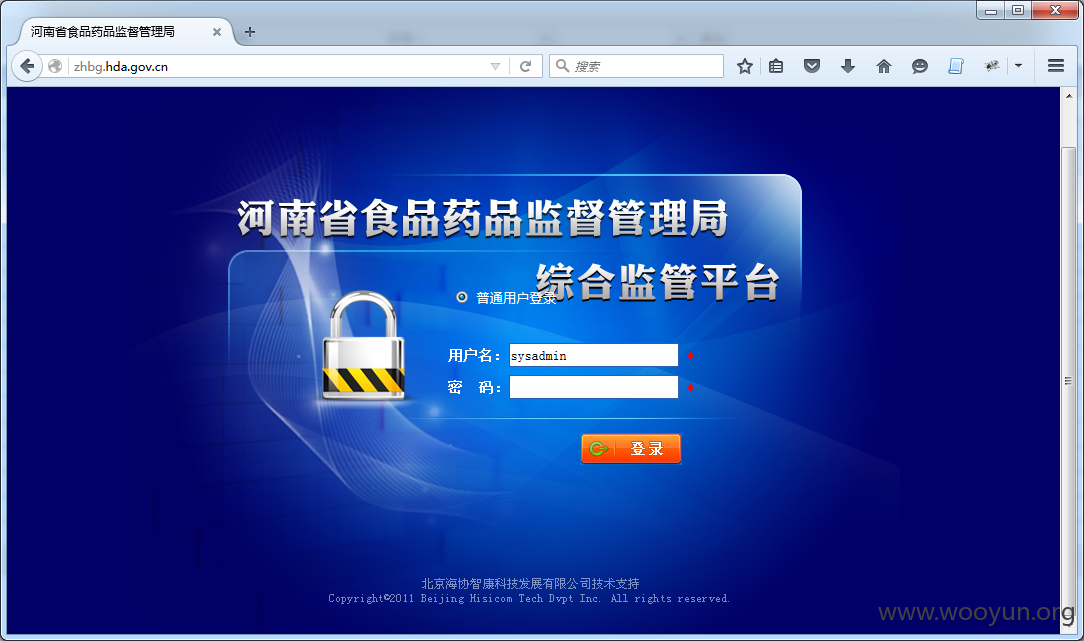 河南省食品药品监督管理局
zhbg.hda.gov.cn
搜索
河南省食品药品监督管理局
综合监管平台
普通用户登录
用户名：sysadmin
密 码：
登录
北京海协智康科技发展有限公司技术支持
Copyright©2011 Beijing Hisicom Tech Dvpt Inc. All rights reserved.
www.wooyun.org